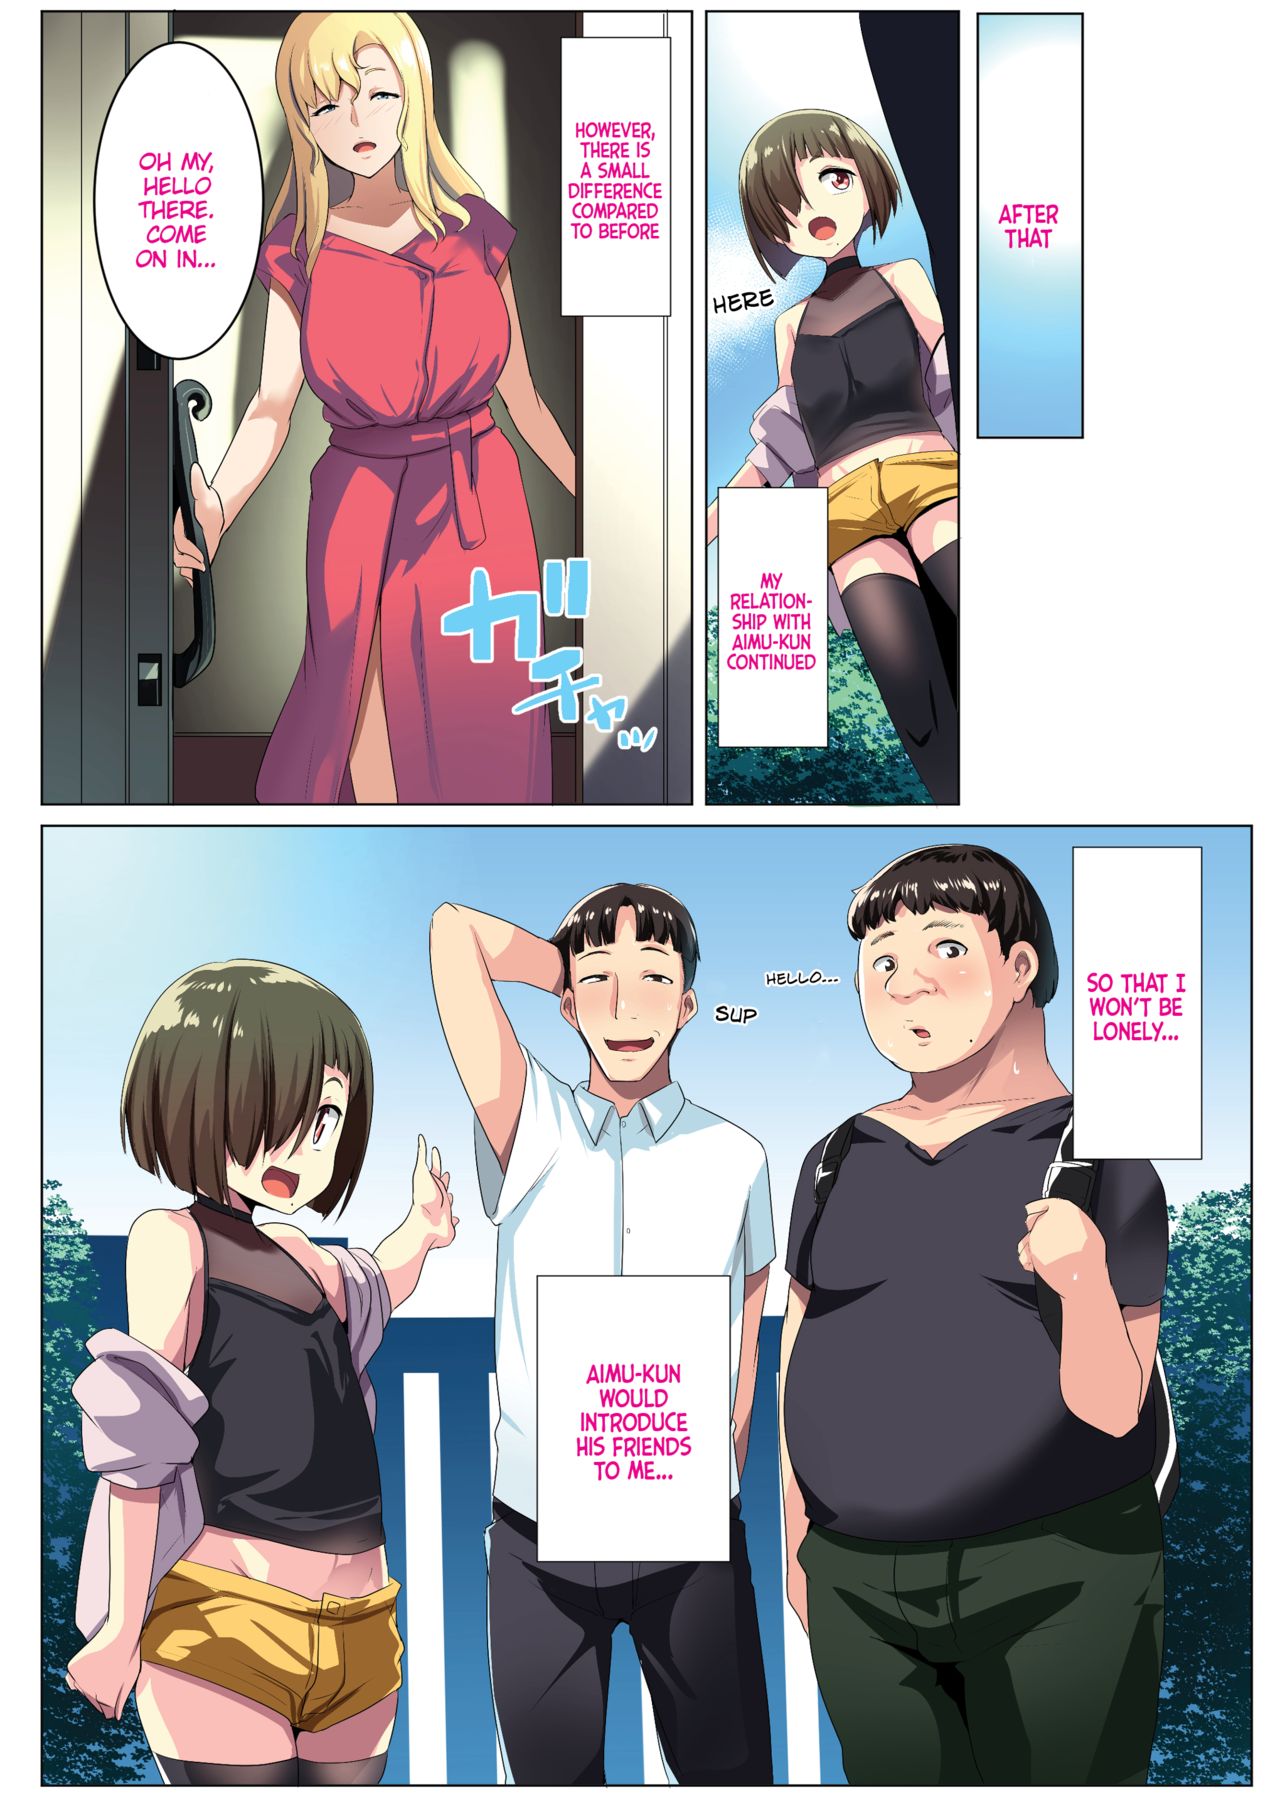 AFTER
THAT
HERE
MY
RELATION-
SHIP WITH
AIMU-KUN
CONTINUED
HOWEVER,
THERE IS
A SMALL
DIFFERENCE
COMPARED
TO BEFORE
OH MY,
HELLO
THERE.
COME
ON IN...
ガチャッ
SO THAT I
WON'T BE
LONELY...
HELLO...
SUP
AIMU-KUN
WOULD
INTRODUCE
HIS FRIENDS
TO ME...